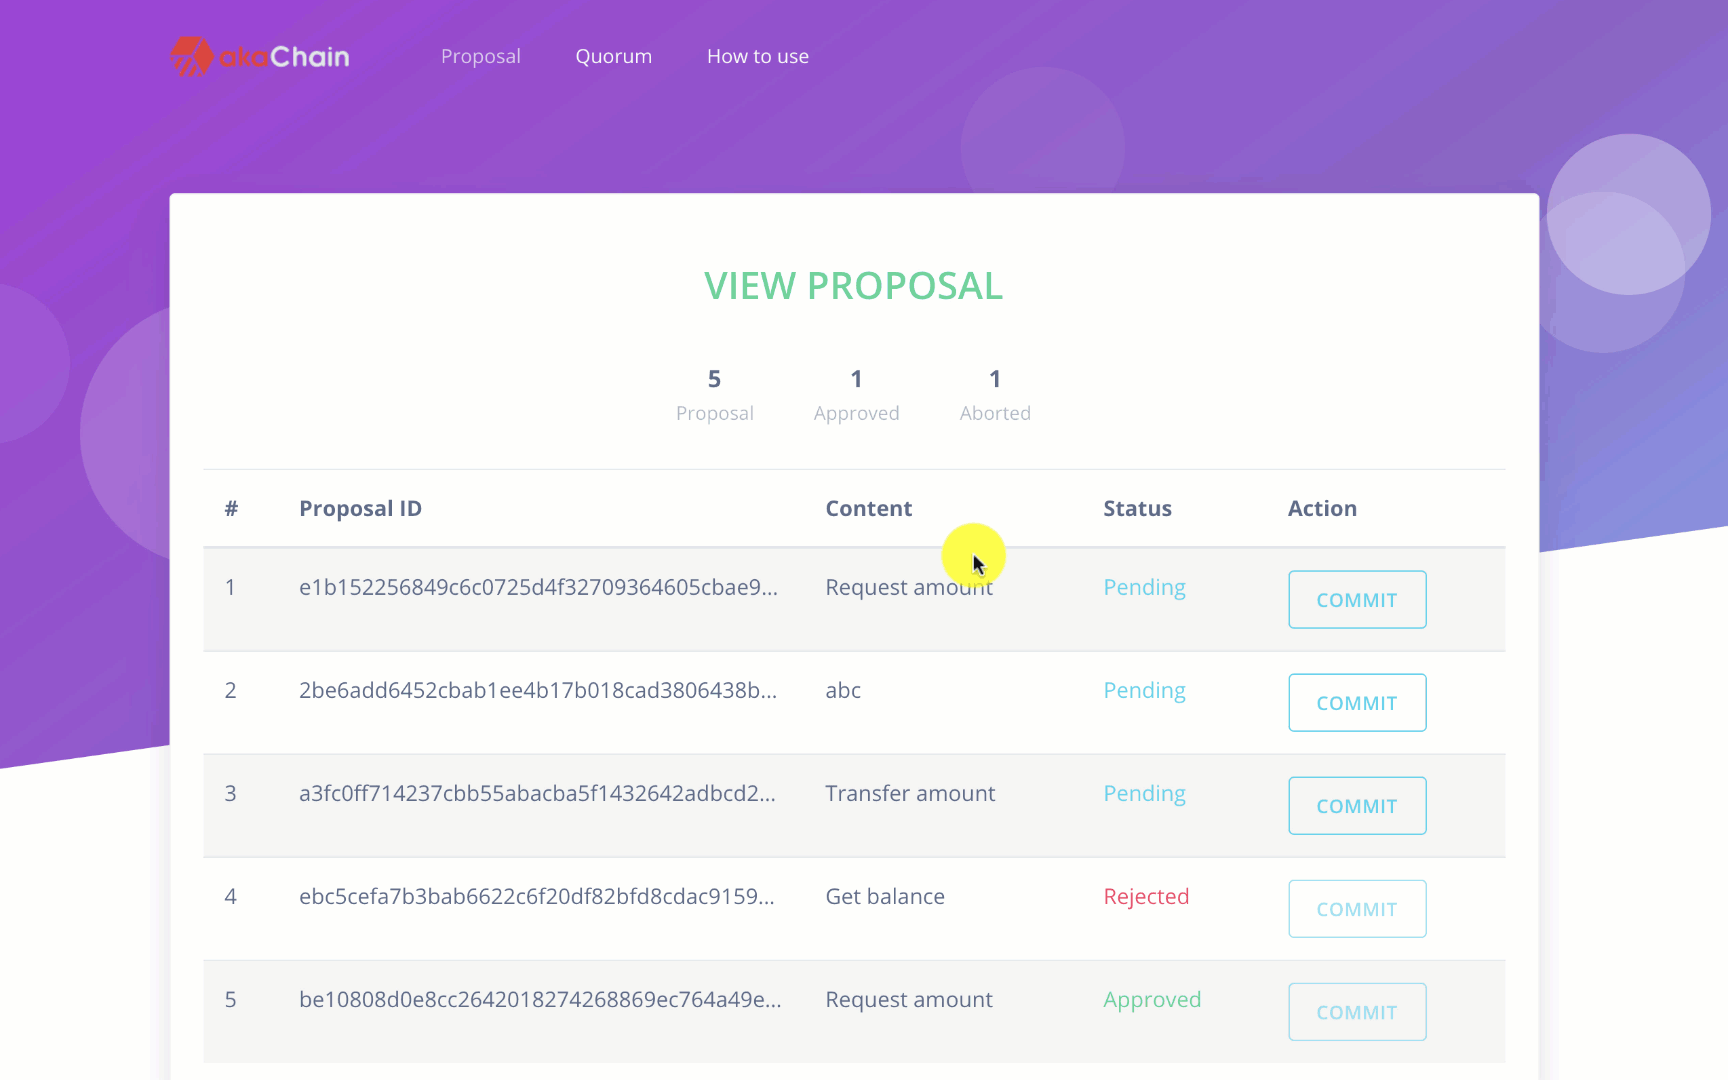 akaChain Proposal Quorum How to use
VIEW PROPOSAL
5 1 1
Proposal Approved Aborted
# Proposal ID Content Status Action
1 e1b152256849c6c0725d4f32709364605cbae9... Request amount Pending COMMIT
2 2be6add6452cbab1ee4b17b018cad3806438b... abc Pending COMMIT
3 a3fc0ff714237cbb55abacba5f1432642adbcd2... Transfer amount Pending COMMIT
4 ebc5cefa7b3bab6622c6f20df82bfd8cdac9159... Get balance Rejected COMMIT
5 be10808d0e8cc2642018274268869ec764a49e... Request amount Approved COMMIT